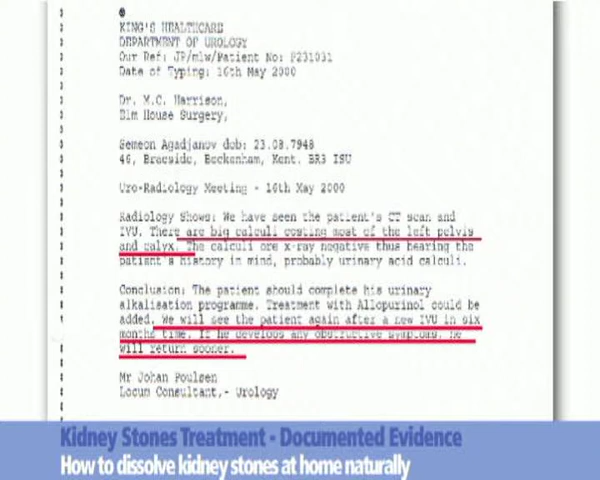 KING'S HEALTHCARE
DEPARTMENT OF UROLOGY
Our Ref: JP/mlw/Patient No: P231031
Date of Typing: 16th May 2000
Dr. M.C. Harrison,
Elm House Surgery,
Semeon Agadjanov dob: 23.08.7948
46, Braeside, Beckenham, Kent. BR3 1SU
Uro-Radiology Meeting - 16th May 2000
Radiology Shows: We have seen the patient's CT scan and
IVU. There are big calculi costing most of the left pelvis
and calyx. The calculi ore x-ray negative thus bearing the
patient's history in mind, probably urinary acid calculi.
Conclusion: The patient should complete his urinary
alkalisation programme. Treatment with Allopurinol could be
added. We will see the patient again after a new IVU in six
months time. If he develops any obstructive symptoms, he
will return sooner.
Mr Johan Poulsen
Locum Consultant,- Urology
Kidney Stones Treatment - Documented Evidence
How to dissolve kidney stones at home naturally